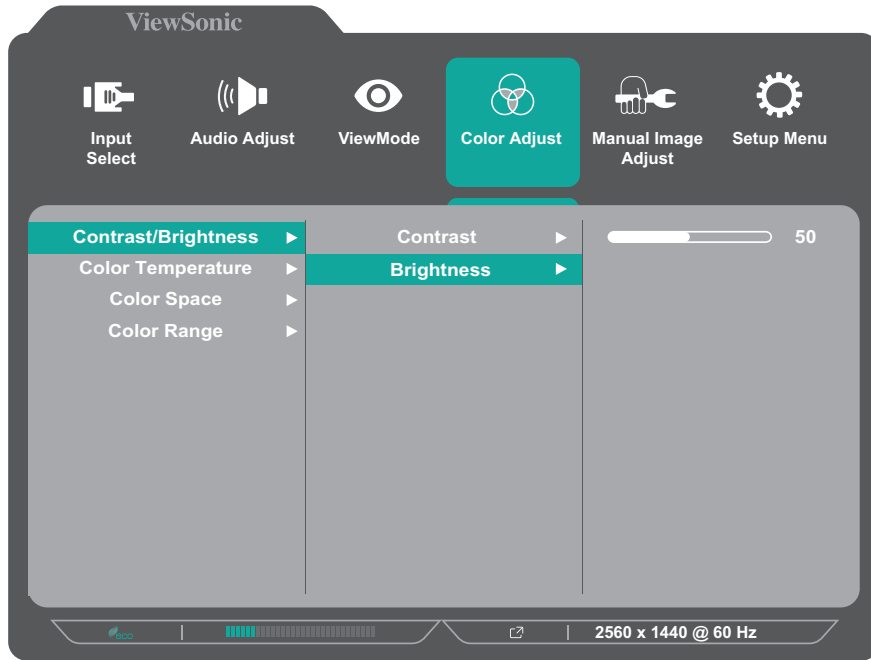 ViewSonic
Input Select
Audio Adjust
ViewMode
Color Adjust
Manual Image Adjust
Setup Menu
Contrast/Brightness
Contrast
50
Color Temperature
Brightness
Color Space
Color Range
eco
2560 x 1440 @ 60 Hz